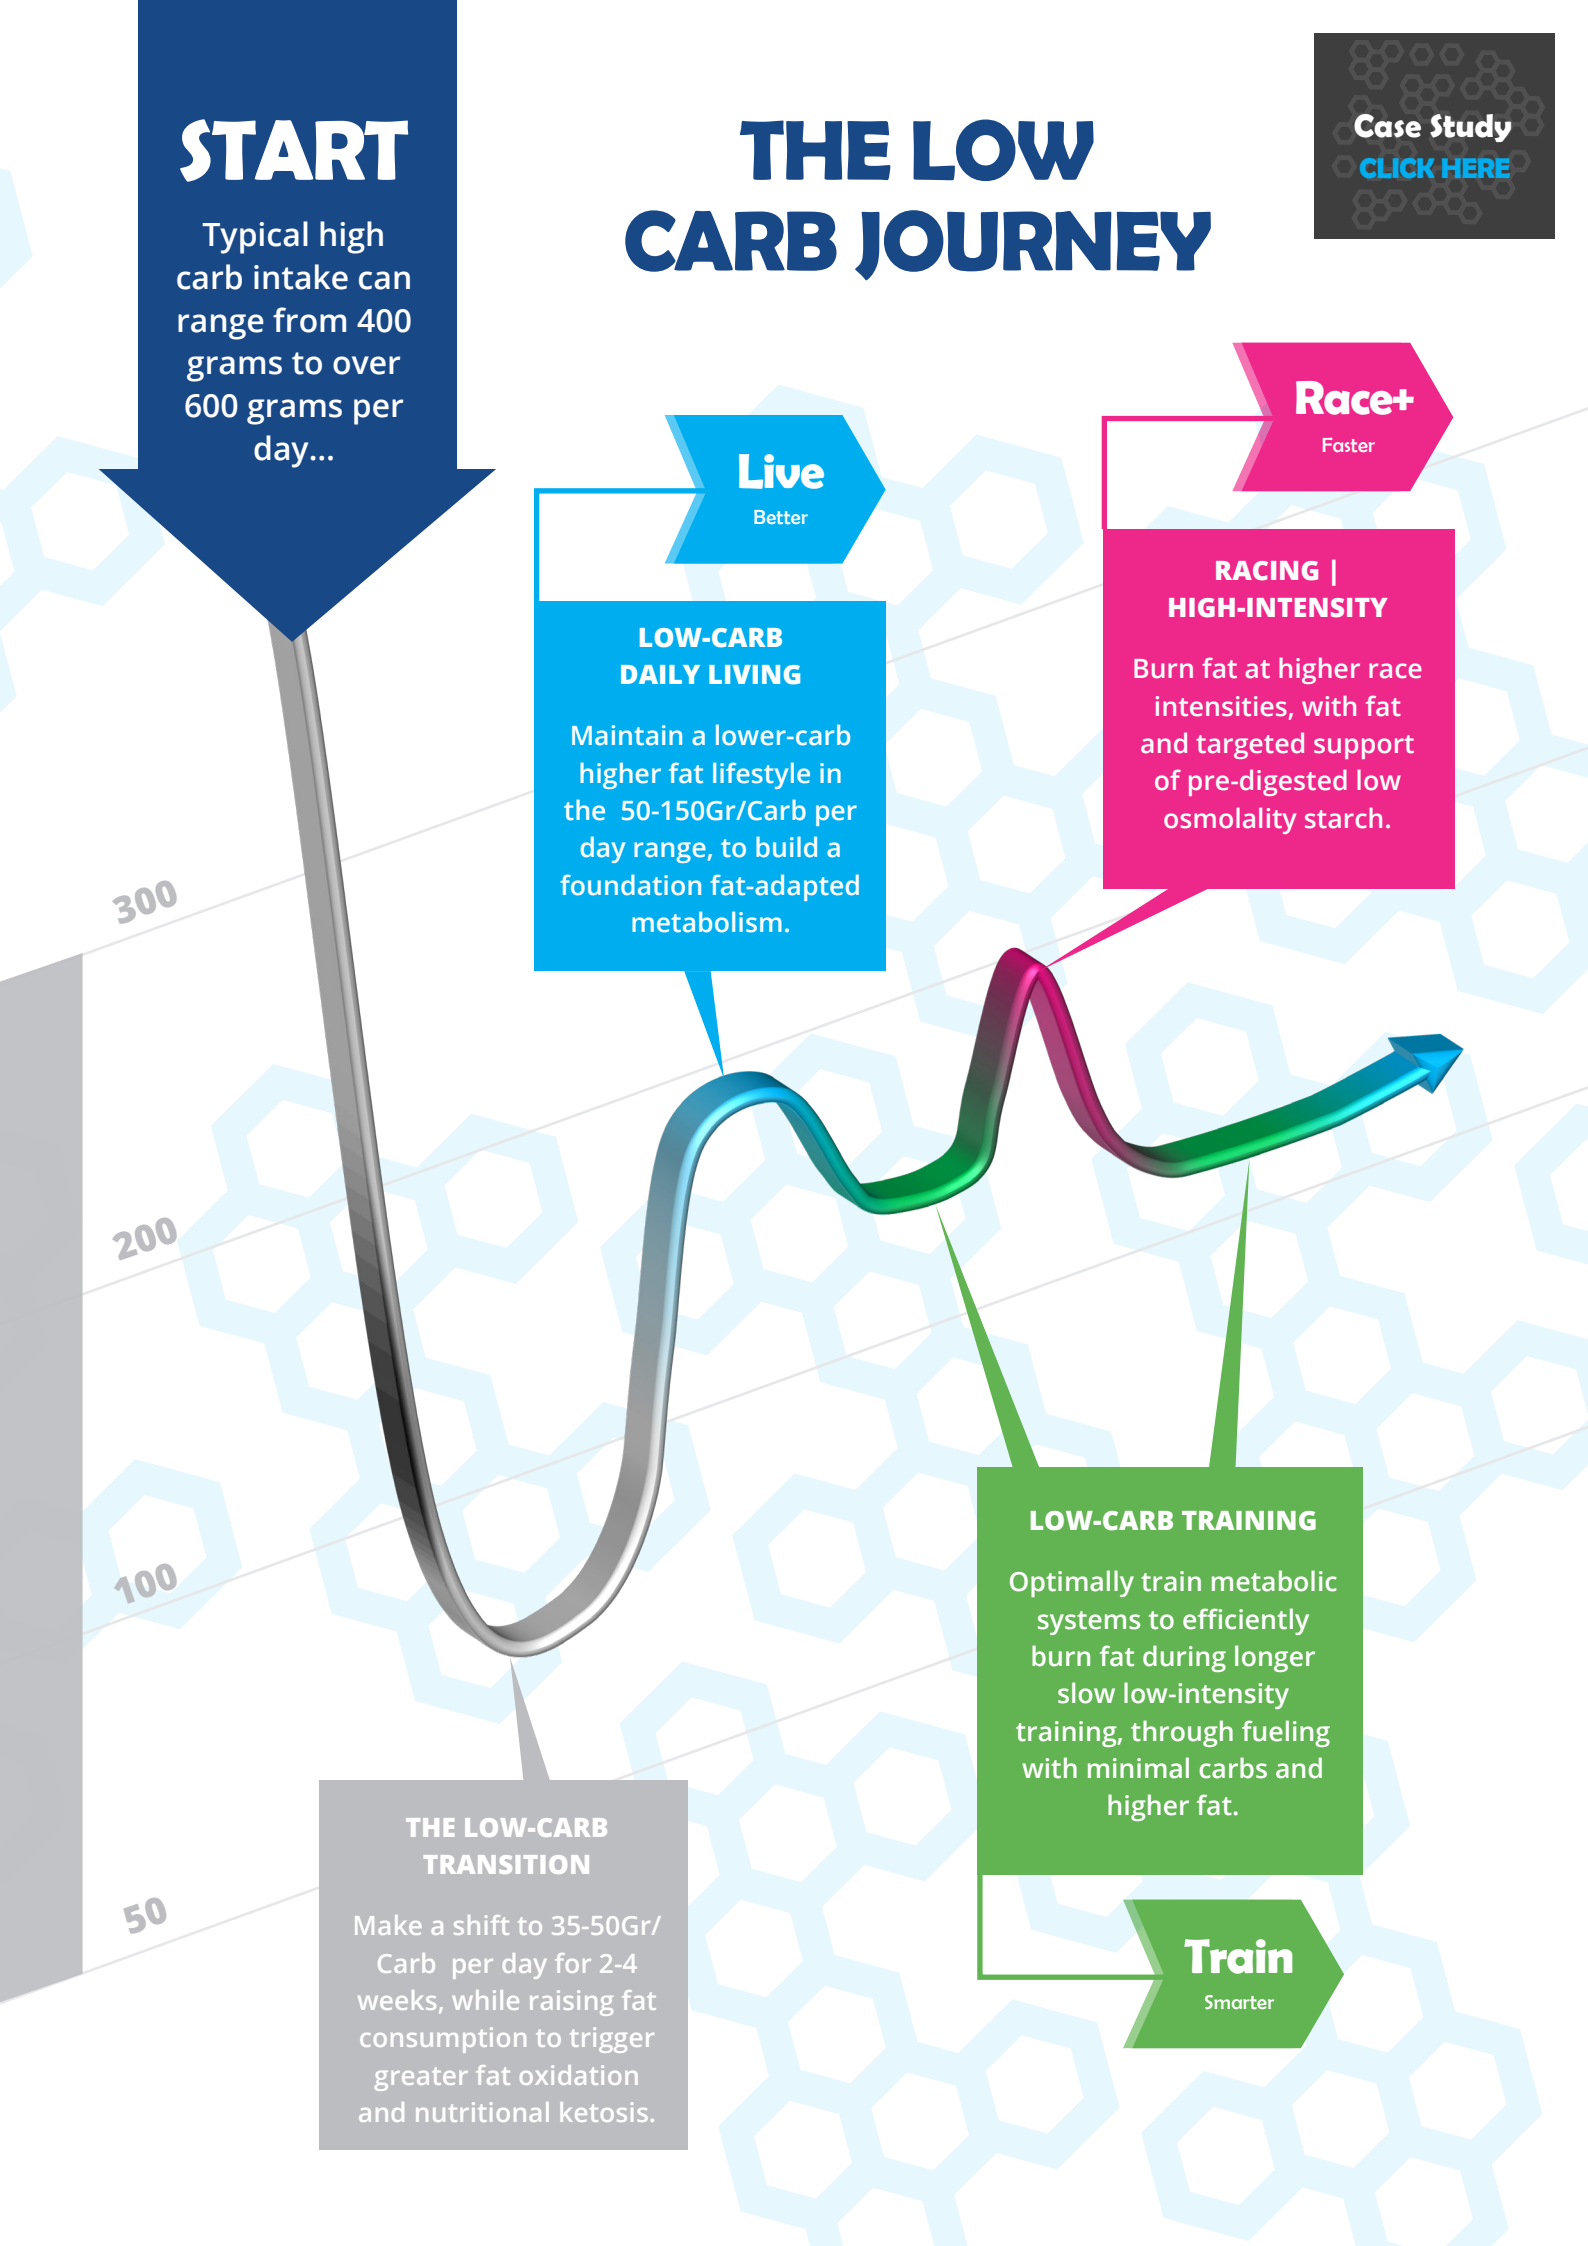 START
Typical high
carb intake can
range from 400
grams to over
600 grams per
day...
THE LOW
CARB JOURNEY
Case Study
CLICK HERE
Live
Better
LOW-CARB
DAILY LIVING
Maintain a lower-carb
higher fat lifestyle in
the 50-150Gr/Carb per
day range, to build a
foundation fat-adapted
metabolism.
Race+
Faster
RACING |
HIGH-INTENSITY
Burn fat at higher race
intensities, with fat
and targeted support
of pre-digested low
osmolality starch.
300
200
100
50
THE LOW-CARB
TRANSITION
Make a shift to 35-50Gr/
Carb per day for 2-4
weeks, while raising fat
consumption to trigger
greater fat oxidation
and nutritional ketosis.
LOW-CARB TRAINING
Optimally train metabolic
systems to efficiently
burn fat during longer
slow low-intensity
training, through fueling
with minimal carbs and
higher fat.
Train
Smarter